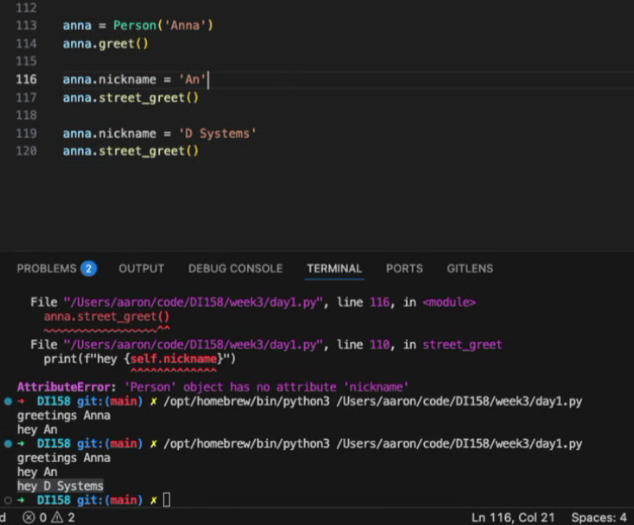 112
113 anna = Person('Anna')
114 anna.greet()
115
116 anna.nickname = 'An'
117 anna.street_greet()
118
119 anna.nickname = 'D Systems'
120 anna.street_greet()
PROBLEMS 2 OUTPUT DEBUG CONSOLE TERMINAL PORTS GITLENS
File "/Users/aaron/code/DI158/week3/day1.py", line 116, in <module>
anna.street_greet()
~~~~~~~~~~~~~~~~~^^
File "/Users/aaron/code/DI158/week3/day1.py", line 110, in street_greet
print(f"hey {self.nickname}")
^^^^^^^^^^^^^
AttributeError: 'Person' object has no attribute 'nickname'
➜ DI158 git:(main) ✗ /opt/homebrew/bin/python3 /Users/aaron/code/DI158/week3/day1.py
greetings Anna
hey An
➜ DI158 git:(main) ✗ /opt/homebrew/bin/python3 /Users/aaron/code/DI158/week3/day1.py
greetings Anna
hey An
hey D Systems
➜ DI158 git:(main) ✗
d 0 2 Ln 116, Col 21 Spaces: 4